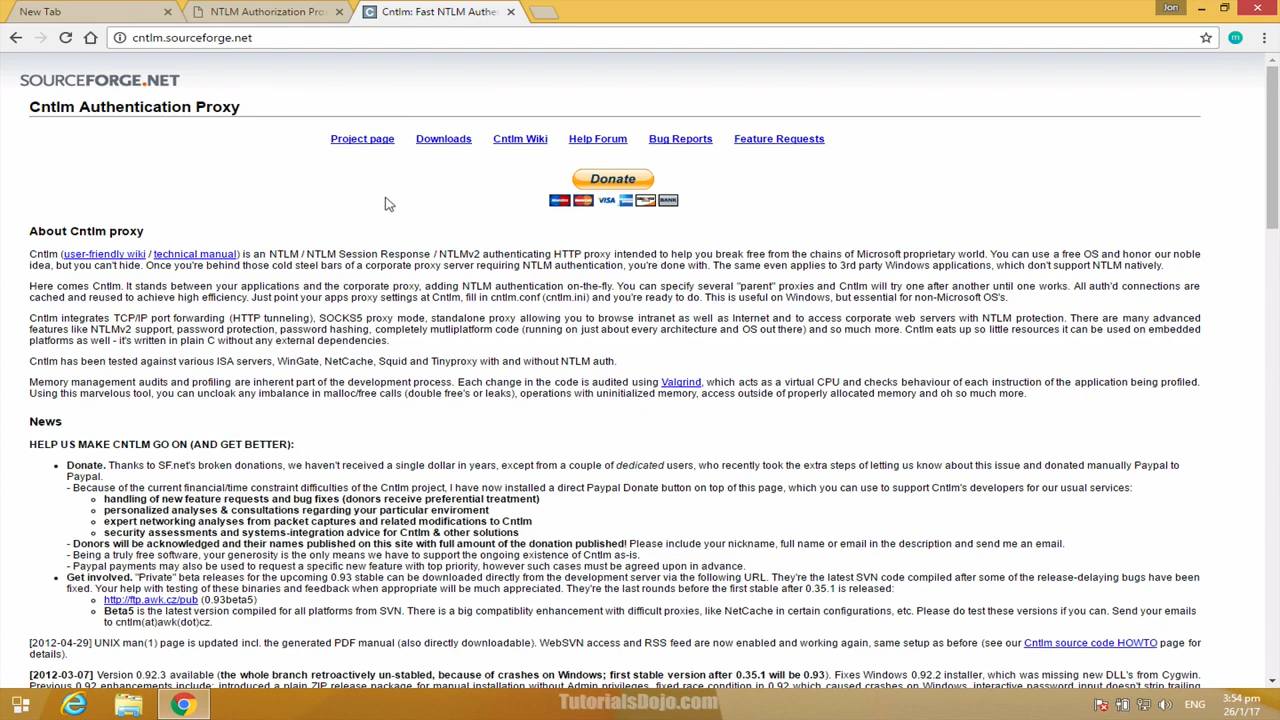 New Tab
NTLM Authorization Prox
Cntlm: Fast NTLM Authe
Jon
cntlm.sourceforge.net
m
SOURCEFORGE.NET
Cntlm Authentication Proxy
Project page Downloads Cntlm Wiki Help Forum Bug Reports Feature Requests
Donate
VISA BANK
About Cntlm proxy
Cntlm (user-friendly wiki / technical manual) is an NTLM / NTLM Session Response / NTLMv2 authenticating HTTP proxy intended to help you break free from the chains of Microsoft proprietary world. You can use a free OS and honor our noble
idea, but you can't hide. Once you're behind those cold steel bars of a corporate proxy server requiring NTLM authentication, you're done with. The same even applies to 3rd party Windows applications, which don't support NTLM natively.
Here comes Cntlm. It stands between your applications and the corporate proxy, adding NTLM authentication on-the-fly. You can specify several "parent" proxies and Cntlm will try one after another until one works. All auth'd connections are
cached and reused to achieve high efficiency. Just point your apps proxy settings at Cntlm, fill in cntlm.conf (cntlm.ini) and you're ready to do. This is useful on Windows, but essential for non-Microsoft OS's.
Cntlm integrates TCP/IP port forwarding (HTTP tunneling), SOCKS5 proxy mode, standalone proxy allowing you to browse intranet as well as Internet and to access corporate web servers with NTLM protection. There are many advanced
features like NTLMv2 support, password protection, password hashing, completely mutliplatform code (running on just about every architecture and OS out there) and so much more. Cntlm eats up so little resources it can be used on embedded
platforms as well - it's written in plain C without any external dependencies.
Cntlm has been tested against various ISA servers, WinGate, NetCache, Squid and Tinyproxy with and without NTLM auth.
Memory management audits and profiling are inherent part of the development process. Each change in the code is audited using Valgrind, which acts as a virtual CPU and checks behaviour of each instruction of the application being profiled.
Using this marvelous tool, you can uncloak any imbalance in malloc/free calls (double free's or leaks), operations with uninitialized memory, access outside of properly allocated memory and oh so much more.
News
HELP US MAKE CNTLM GO ON (AND GET BETTER):
• Donate. Thanks to SF.net's broken donations, we haven't received a single dollar in years, except from a couple of dedicated users, who recently took the extra steps of letting us know about this issue and donated manually Paypal to
Paypal.
- Because of the current financial/time constraint difficulties of the Cntlm project, I have now installed a direct Paypal Donate button on top of this page, which you can use to support Cntlm's developers for our usual services:
handling of new feature requests and bug fixes (donors receive preferential treatment)
personalized analyses & consultations regarding your particular enviroment
expert networking analyses from packet captures and related modifications to Cntlm
security assessments and systems-integration advice for Cntlm & other solutions
- Donors will be acknowledged and their names published on this site with full amount of the donation published! Please include your nickname, full name or email in the description and send me an email.
- Being a truly free software, your generosity is the only means we have to support the ongoing existence of Cntlm as-is.
- Paypal payments may also be used to request a specific new feature with top priority, however such cases must be agreed upon in advance.
• Get involved. "Private" beta releases for the upcoming 0.93 stable can be downloaded directly from the development server via the following URL. They're the latest SVN code compiled after some of the release-delaying bugs have been
fixed. Your help with testing of these binaries and feedback when appropriate will be much appreciated. They're the last rounds before the first stable after 0.35.1 is released:
http://ftp.awk.cz/pub (0.93beta5)
Beta5 is the latest version compiled for all platforms from SVN. There is a big compatiblity enhancement with difficult proxies, like NetCache in certain configurations, etc. Please do test these versions if you can. Send your emails
to cntlm(at)awk(dot)cz.
[2012-04-29] UNIX man(1) page is updated incl. the generated PDF manual (also directly downloadable). WebSVN access and RSS feed are now enabled and working again, same setup as before (see our Cntlm source code HOWTO page for
details).
[2012-03-07] Version 0.92.3 available (the whole branch retroactively un-stabled, because of crashes on Windows; first stable version after 0.35.1 will be 0.93). Fixes Windows 0.92.2 installer, which was missing new DLL's from Cygwin.
Previous 0.92 enhancements include: introduced a plain ZIP release package for manual installation without Admin privileges, fixed race condition in 0.92 which caused crashes on Windows, interactive password input doesn't strip trailing
TutorialsDojo.com
ENG
3:54 pm
26/1/17